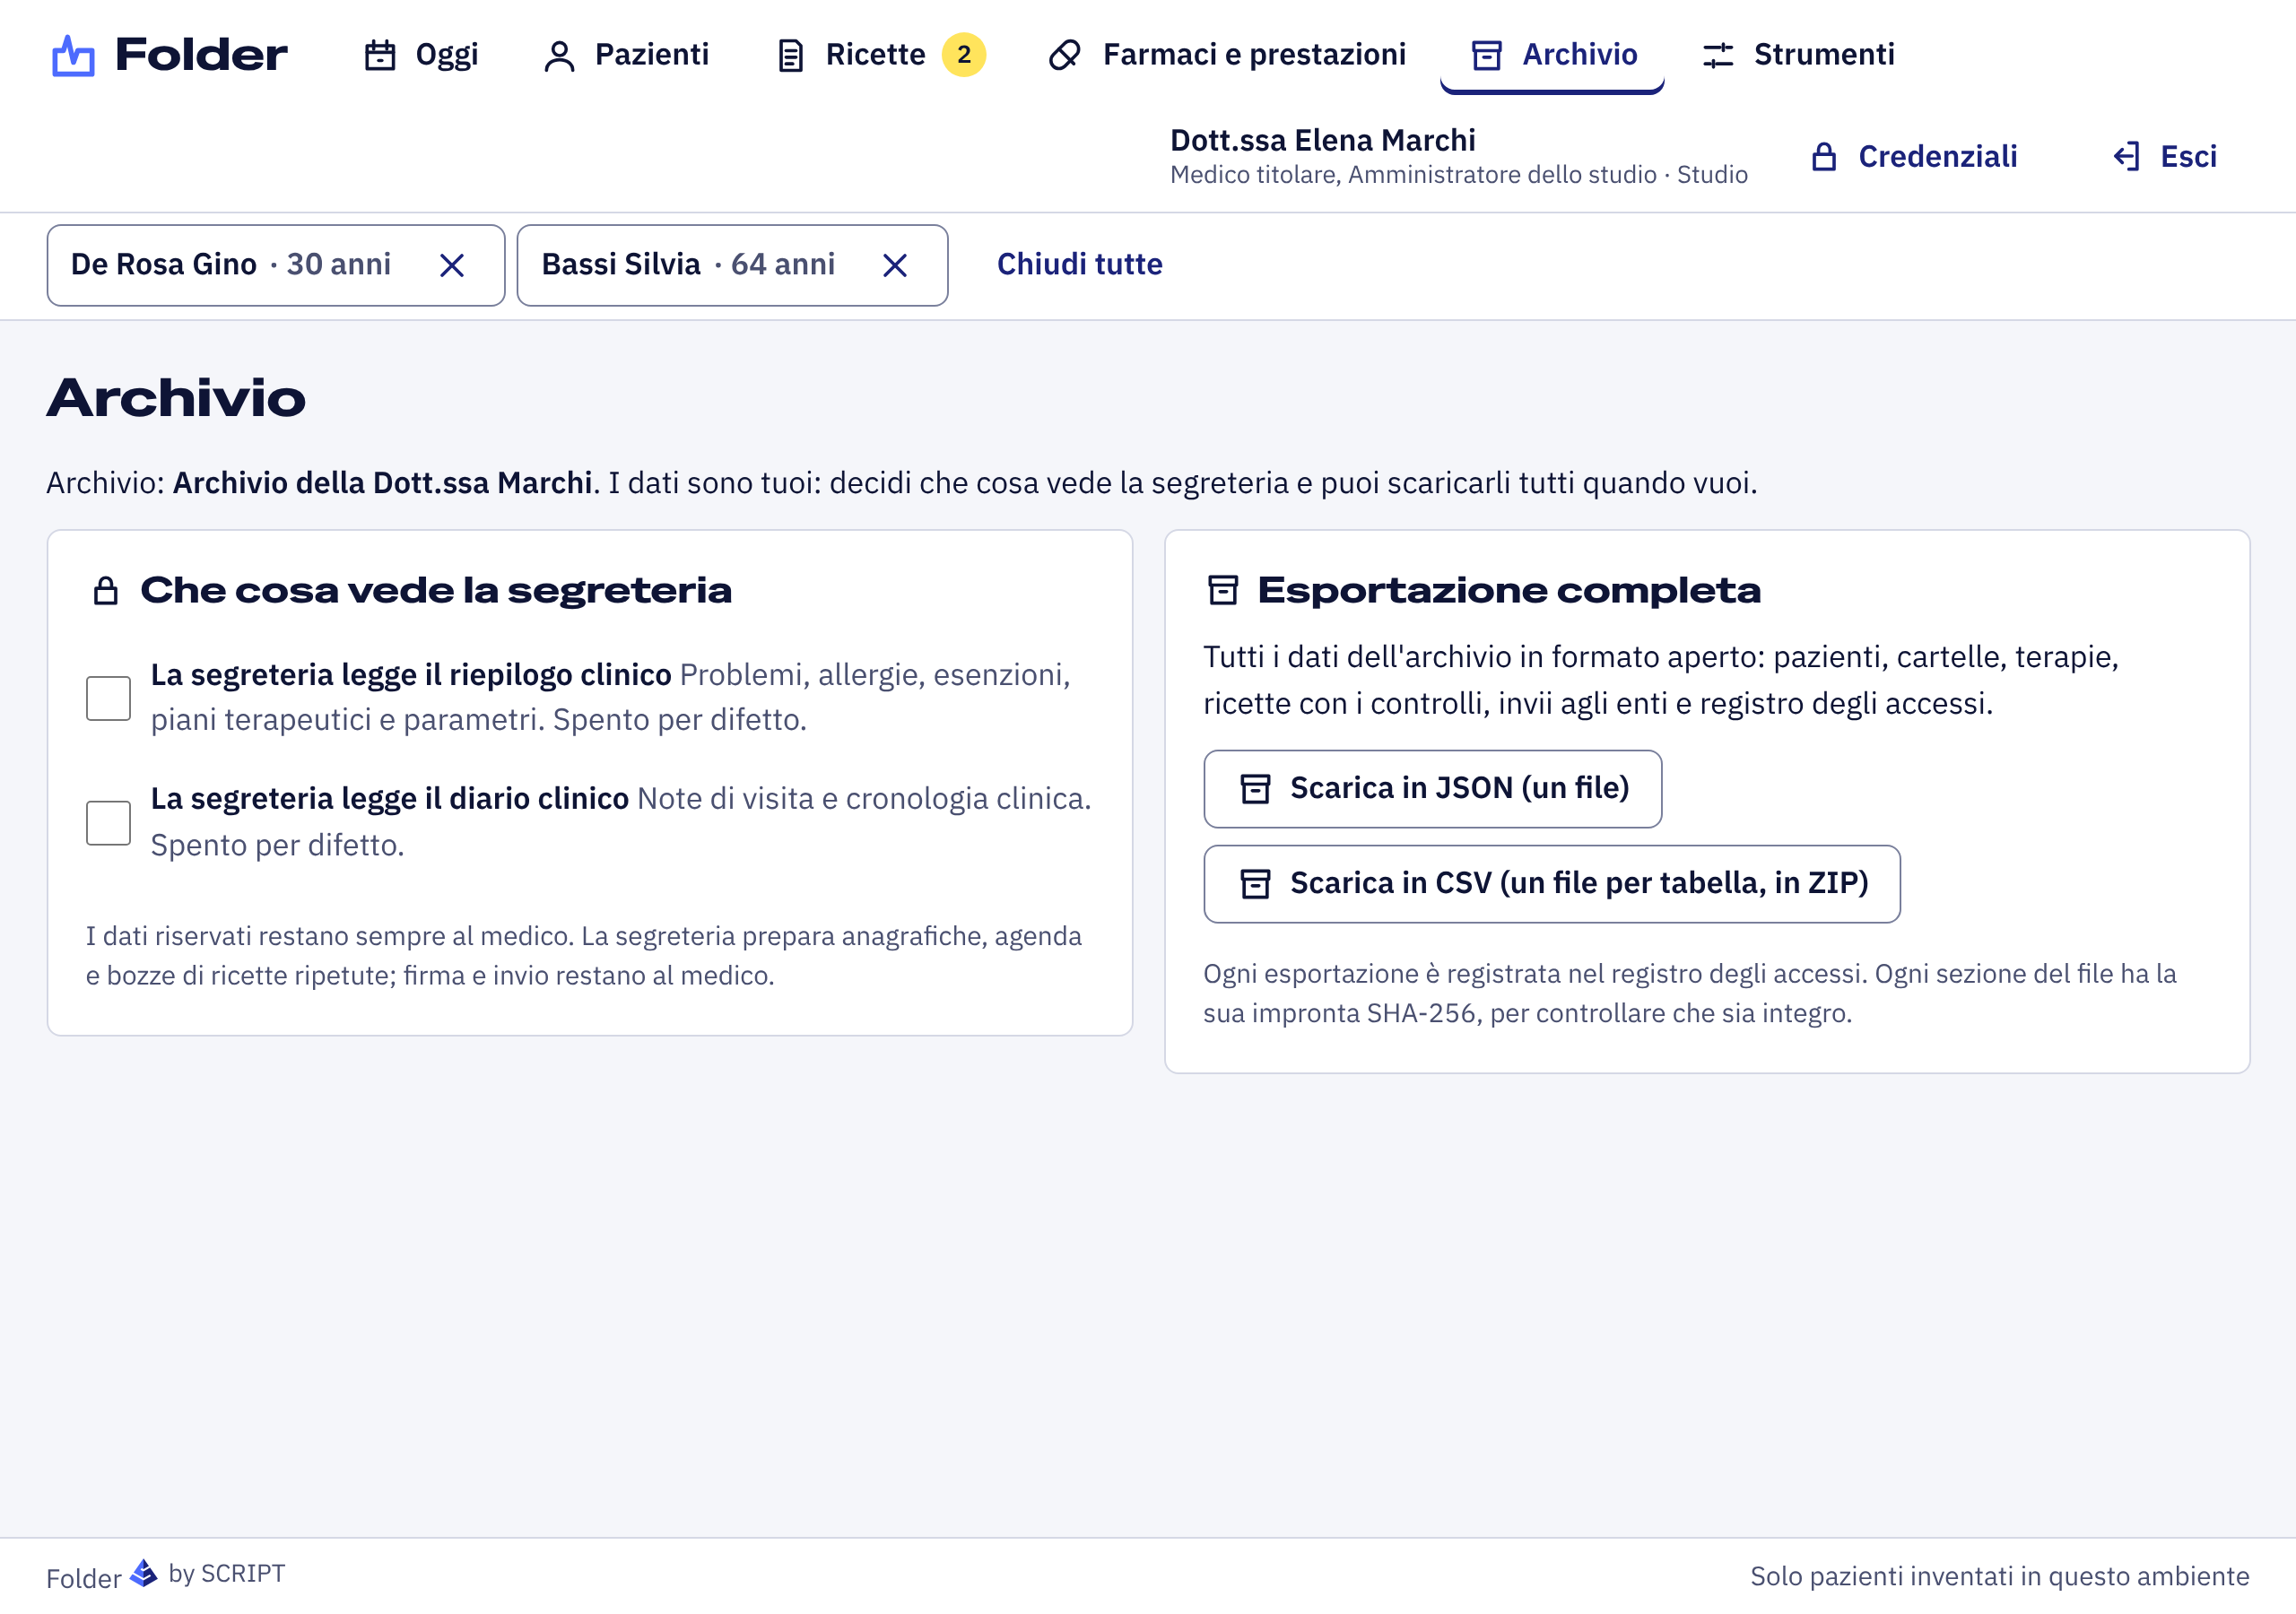 Folder
Oggi
Pazienti
Ricette 2
Farmaci e prestazioni
Archivio
Strumenti
Dott.ssa Elena Marchi
Medico titolare, Amministratore dello studio · Studio
Credenziali
Esci
De Rosa Gino · 30 anni
Bassi Silvia · 64 anni
Chiudi tutte
Archivio
Archivio: Archivio della Dott.ssa Marchi. I dati sono tuoi: decidi che cosa vede la segreteria e puoi scaricarli tutti quando vuoi.
Che cosa vede la segreteria
La segreteria legge il riepilogo clinico Problemi, allergie, esenzioni,
piani terapeutici e parametri. Spento per difetto.
La segreteria legge il diario clinico Note di visita e cronologia clinica.
Spento per difetto.
I dati riservati restano sempre al medico. La segreteria prepara anagrafiche, agenda
e bozze di ricette ripetute; firma e invio restano al medico.
Esportazione completa
Tutti i dati dell'archivio in formato aperto: pazienti, cartelle, terapie,
ricette con i controlli, invii agli enti e registro degli accessi.
Scarica in JSON (un file)
Scarica in CSV (un file per tabella, in ZIP)
Ogni esportazione è registrata nel registro degli accessi. Ogni sezione del file ha la
sua impronta SHA-256, per controllare che sia integro.
Folder by SCRIPT
Solo pazienti inventati in questo ambiente